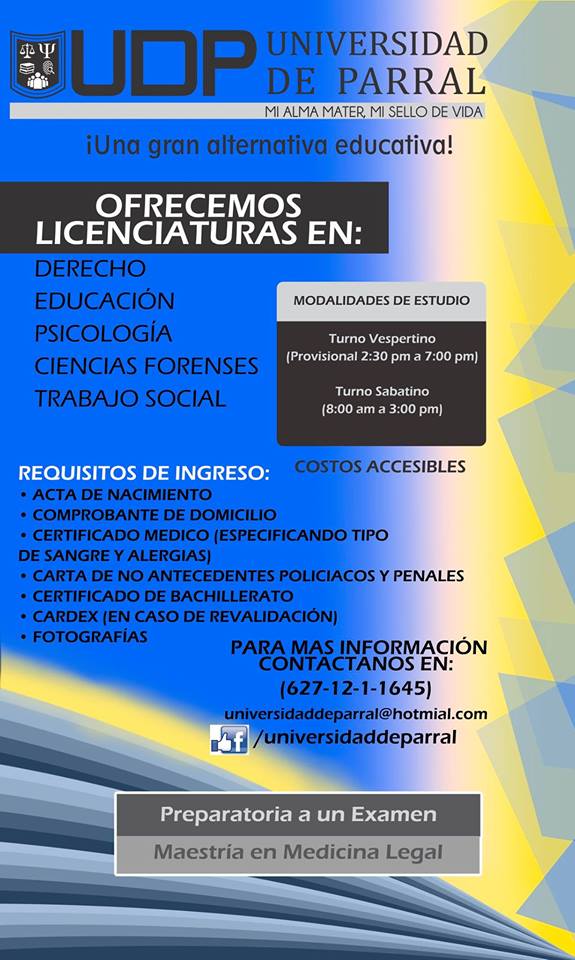 UDP UNIVERSIDAD
DE PARRAL
MI ALMA MATER, MI SELLO DE VIDA
¡Una gran alternativa educativa!
OFRECEMOS
LICENCIATURAS EN:
DERECHO
EDUCACIÓN
PSICOLOGÍA
CIENCIAS FORENSES
TRABAJO SOCIAL
MODALIDADES DE ESTUDIO
Turno Vespertino
(Provisional 2:30 pm a 7:00 pm)
Turno Sabatino
(8:00 am a 3:00 pm)
COSTOS ACCESIBLES
REQUISITOS DE INGRESO:
• ACTA DE NACIMIENTO
• COMPROBANTE DE DOMICILIO
• CERTIFICADO MEDICO (ESPECIFICANDO TIPO
DE SANGRE Y ALERGIAS)
• CARTA DE NO ANTECEDENTES POLICIACOS Y PENALES
• CERTIFICADO DE BACHILLERATO
• CARDEX (EN CASO DE REVALIDACIÓN)
• FOTOGRAFÍAS
PARA MAS INFORMACIÓN
CONTACTANOS EN:
(627-12-1-1645)
universidaddeparral@hotmial.com
f /universidaddeparral
Preparatoria a un Examen
Maestría en Medicina Legal